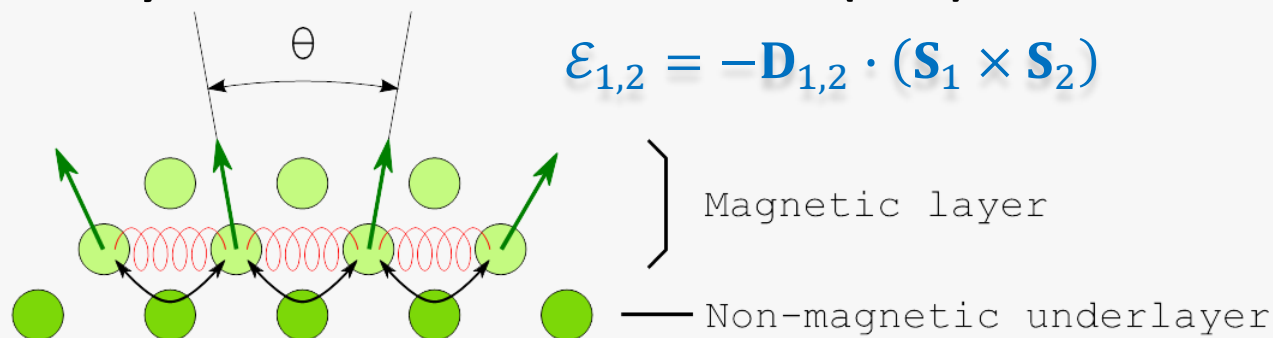 θ
ℰ₁,₂ = −D₁,₂ · (S₁ × S₂)
Magnetic layer
Non-magnetic underlayer